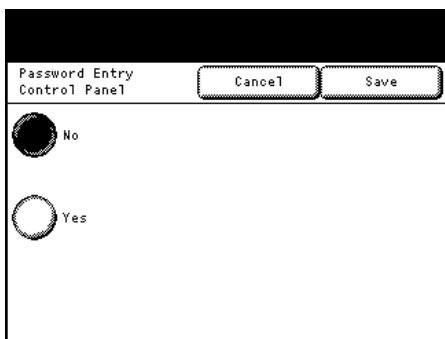 Password Entry
Control Panel
Cancel
Save
No
Yes